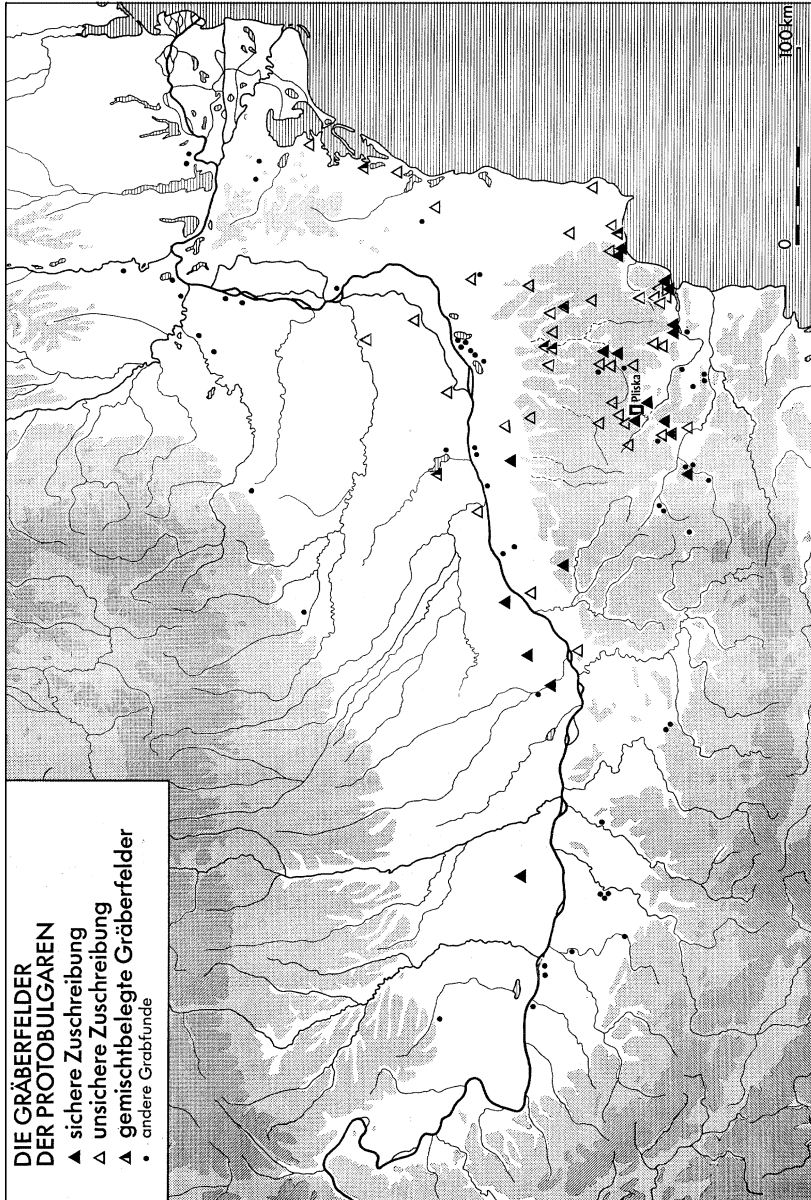 DIE GRÄBERFELDER
DER PROTOBULGAREN
sichere Zuschreibung
unsichere Zuschreibung
gemischtbelegte Gräberfelder
andere Grabfunde
Pliska
0
100km